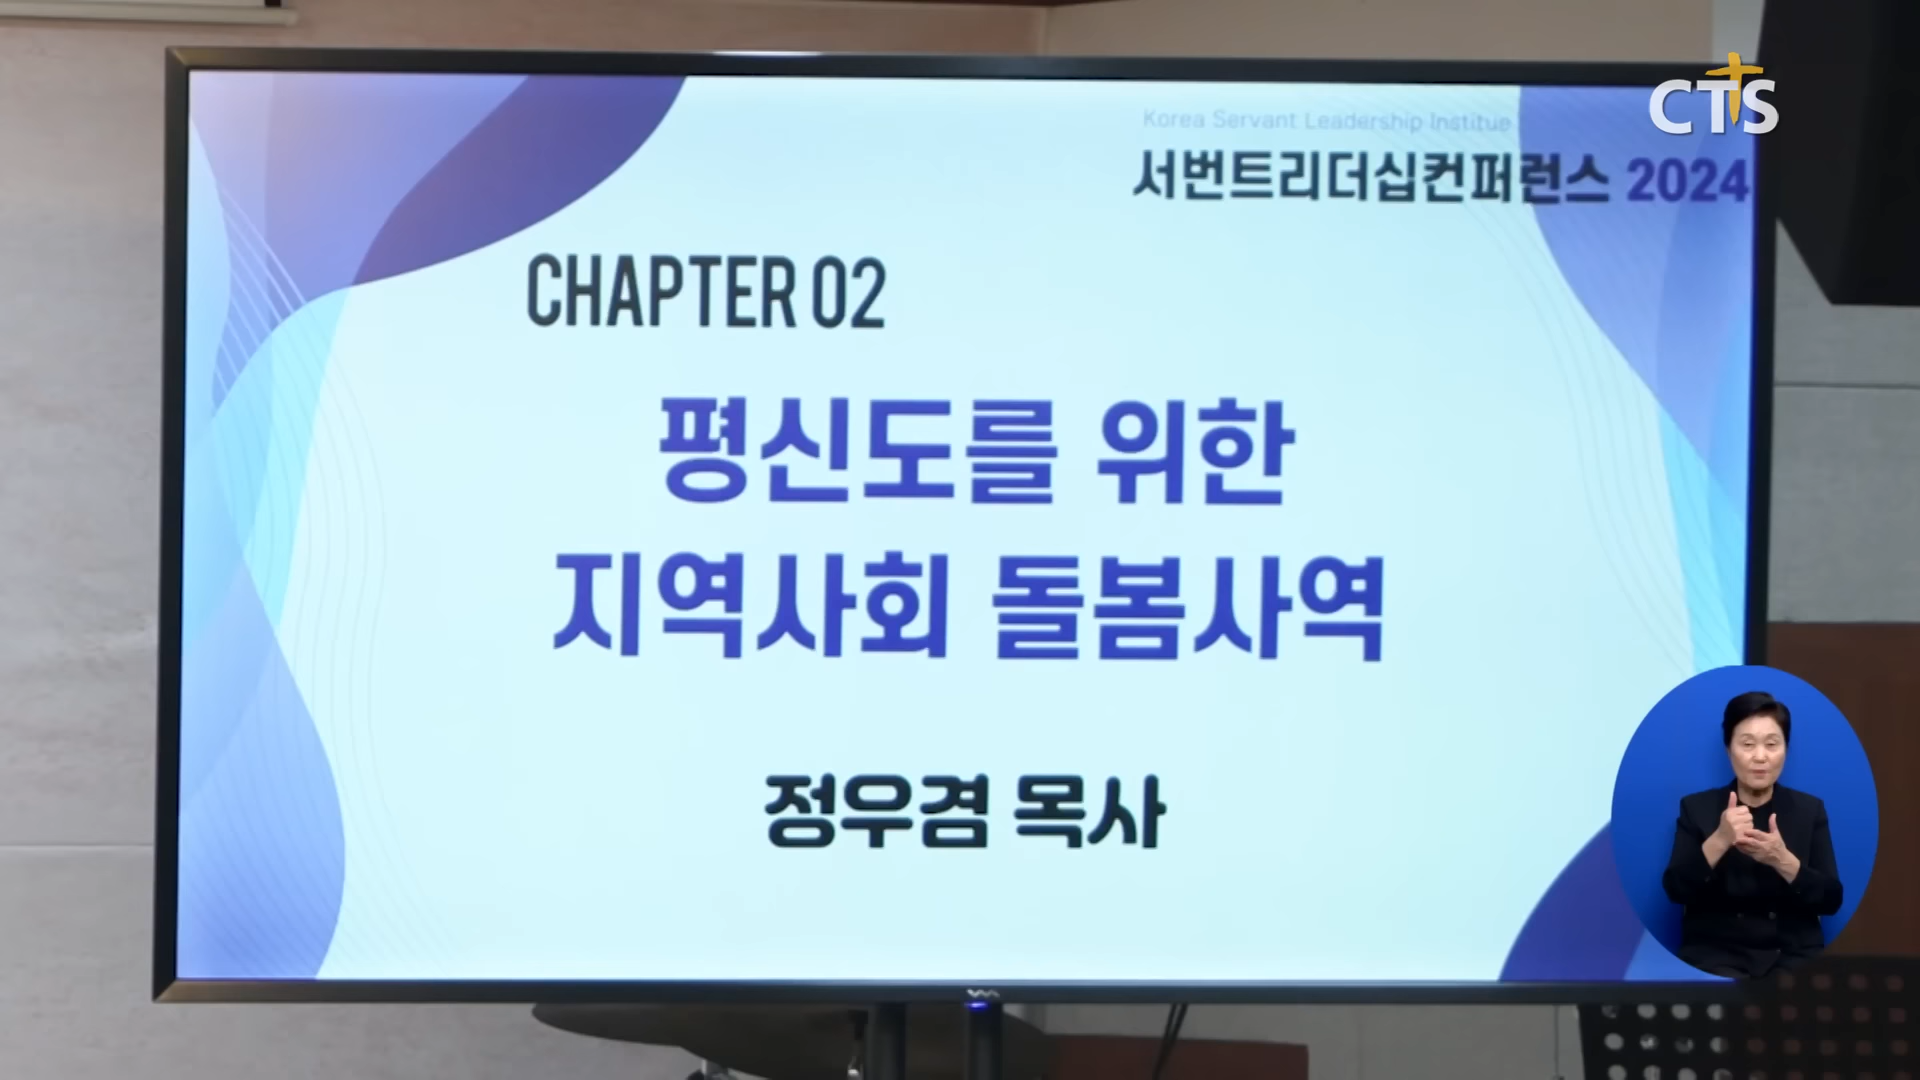 CTS
Korea Servant Leadership Institue
서번트리더십컨퍼런스 2024
CHAPTER 02
평신도를 위한
지역사회 돌봄사역
정우겸 목사